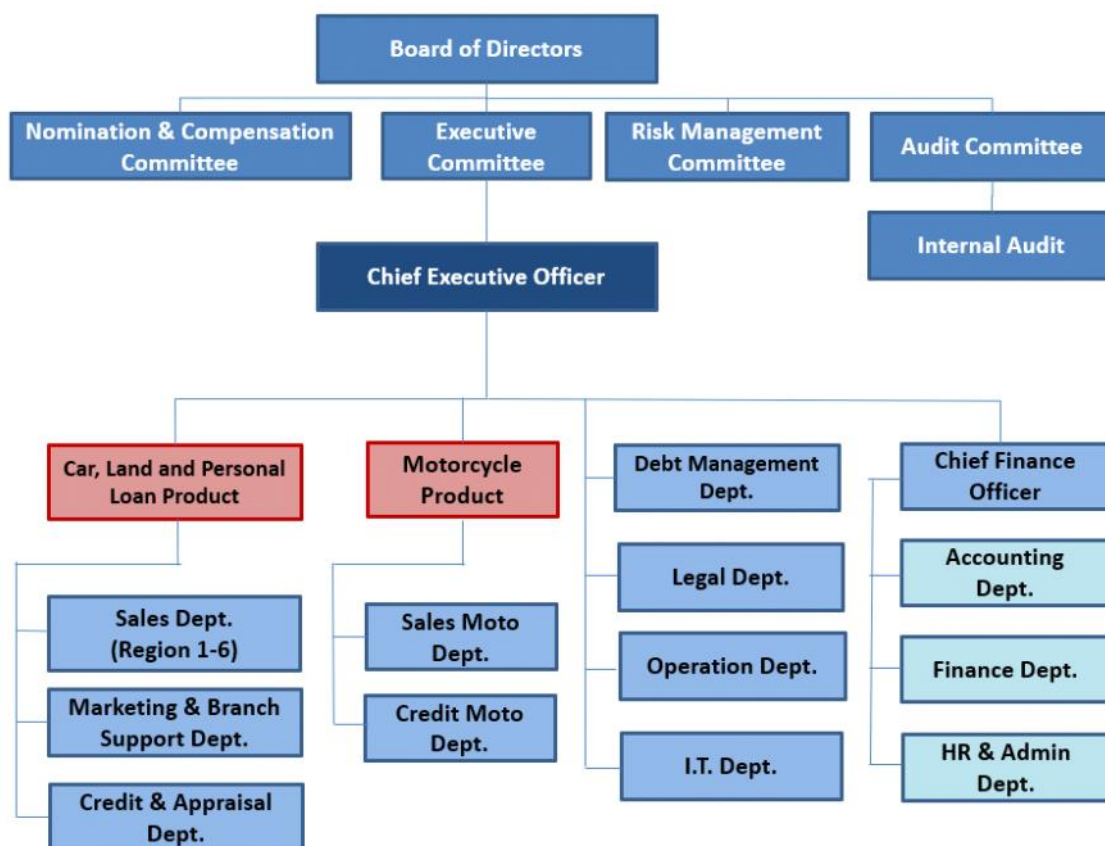 Board of Directors
Nomination & Compensation
Committee
Executive
Committee
Risk Management
Committee
Audit Committee
Internal Audit
Chief Executive Officer
Car, Land and Personal
Loan Product
Motorcycle
Product
Debt Management
Dept.
Chief Finance
Officer
Sales Dept.
(Region 1-6)
Marketing & Branch
Support Dept.
Credit & Appraisal
Dept.
Sales Moto
Dept.
Credit Moto
Dept.
Legal Dept.
Operation Dept.
I.T. Dept.
Accounting
Dept.
Finance Dept.
HR & Admin
Dept.